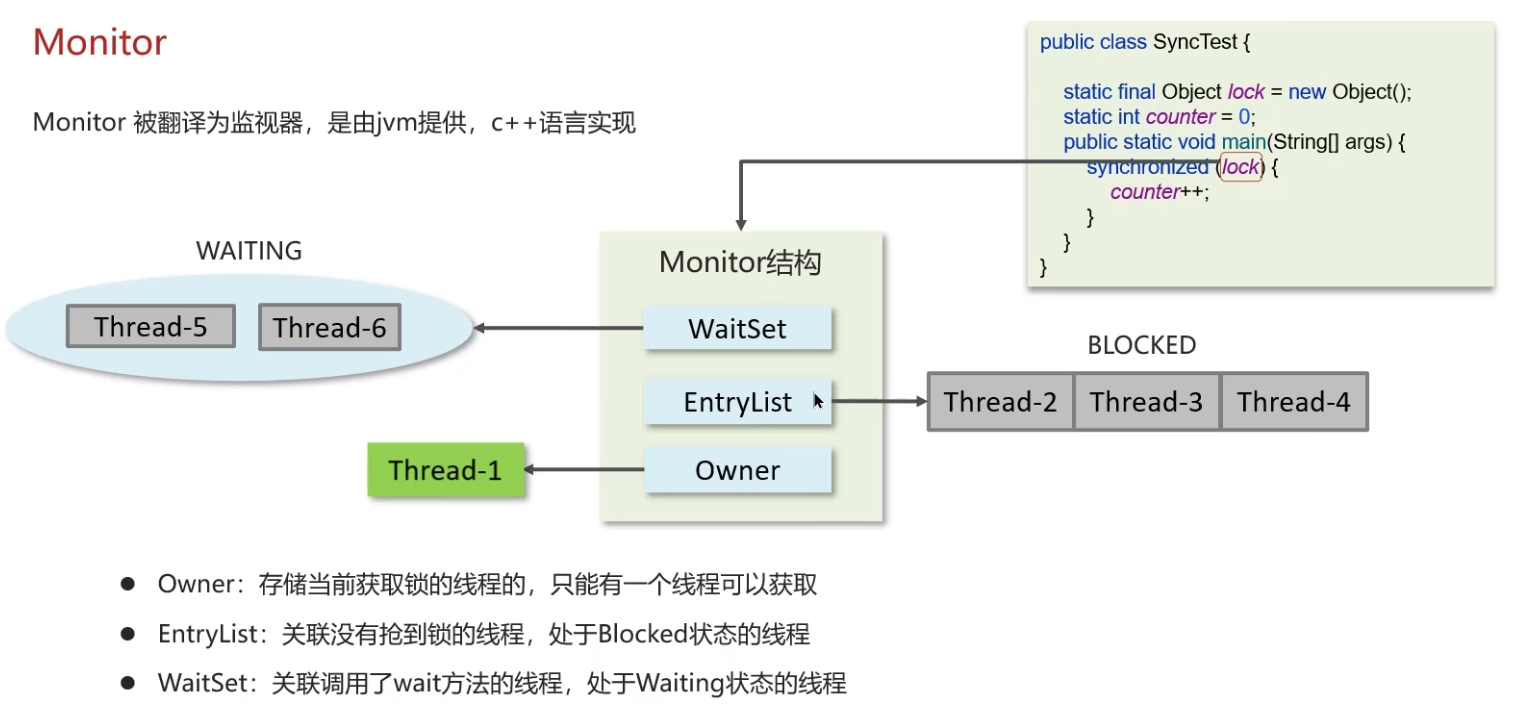 Monitor
Monitor 被翻译为监视器，是由jvm提供，c++语言实现
public class SyncTest {
static final Object lock = new Object();
static int counter = 0;
public static void main(String[] args) {
synchronized (lock) {
counter++;
}
}
}
WAITING
Thread-5
Thread-6
Monitor结构
WaitSet
EntryList
Owner
BLOCKED
Thread-2
Thread-3
Thread-4
Thread-1
● Owner：存储当前获取锁的线程的，只能有一个线程可以获取
● EntryList：关联没有抢到锁的线程，处于Blocked状态的线程
● WaitSet：关联调用了wait方法的线程，处于Waiting状态的线程